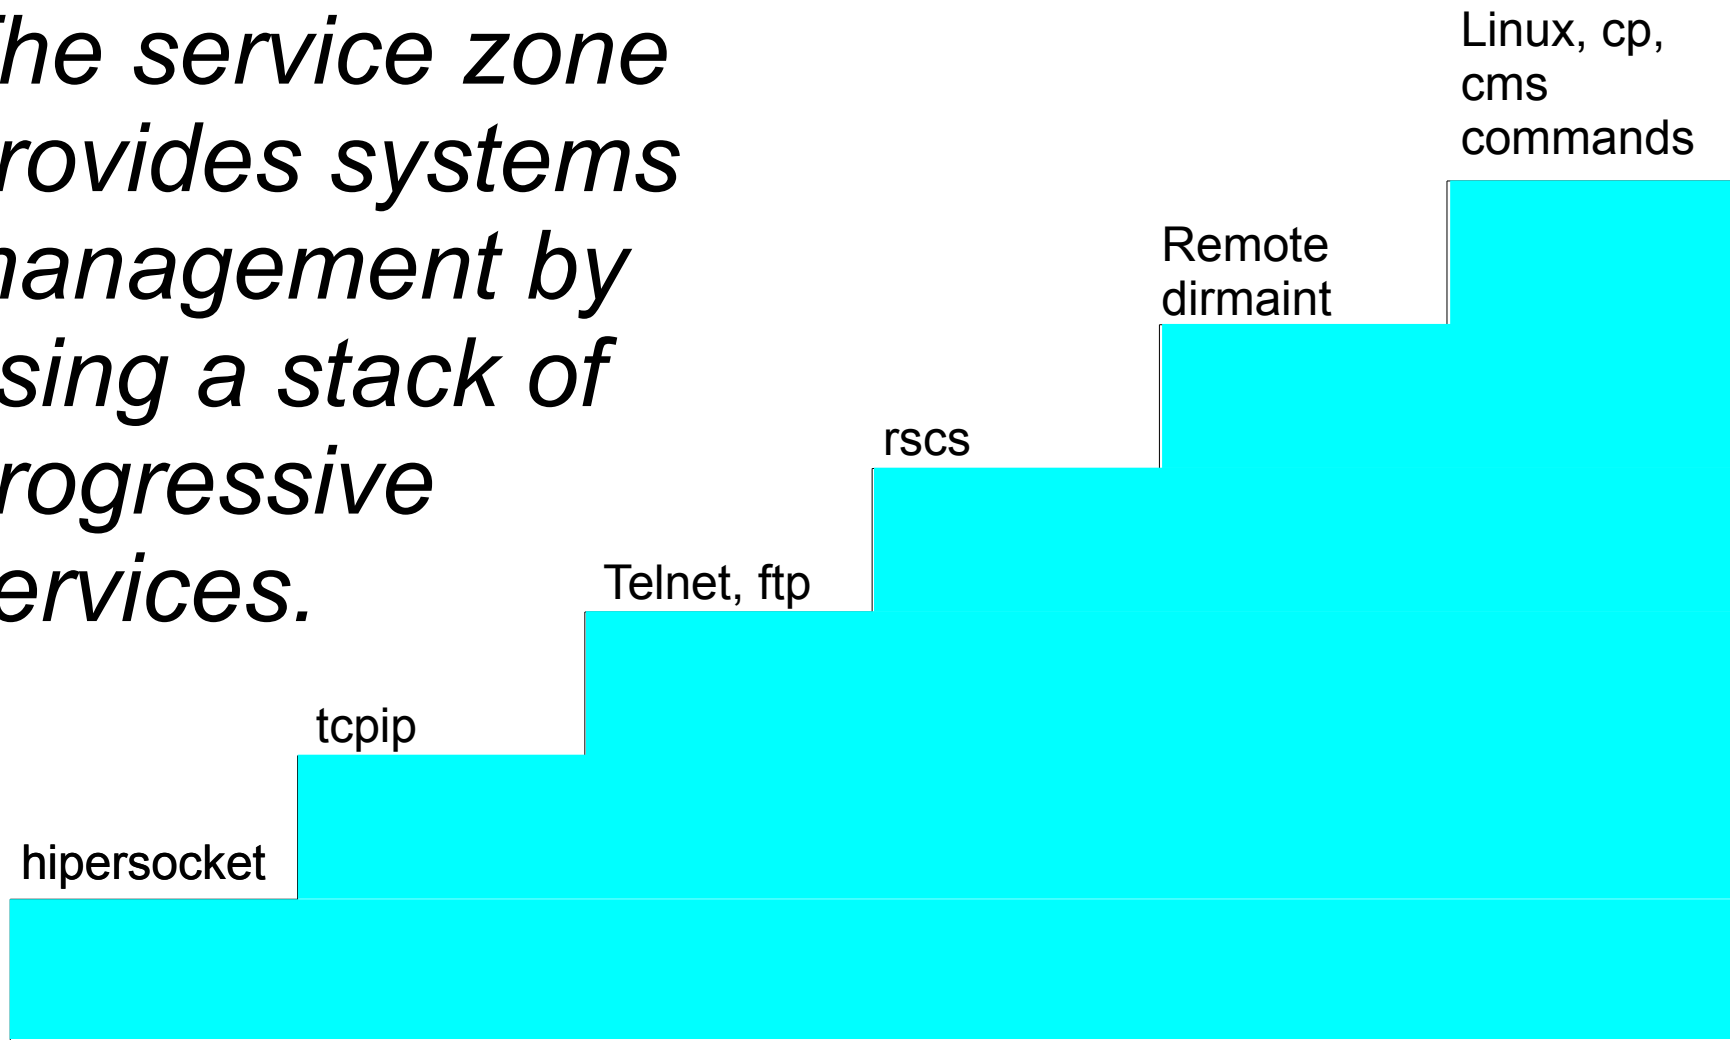 he service zone
rovides systems
anagement by
sing a stack of
rogressive
ervices.
Linux, cp,
cms
commands
Remote
dirmaint
rscs
Telnet, ftp
tcpip
hipersocket